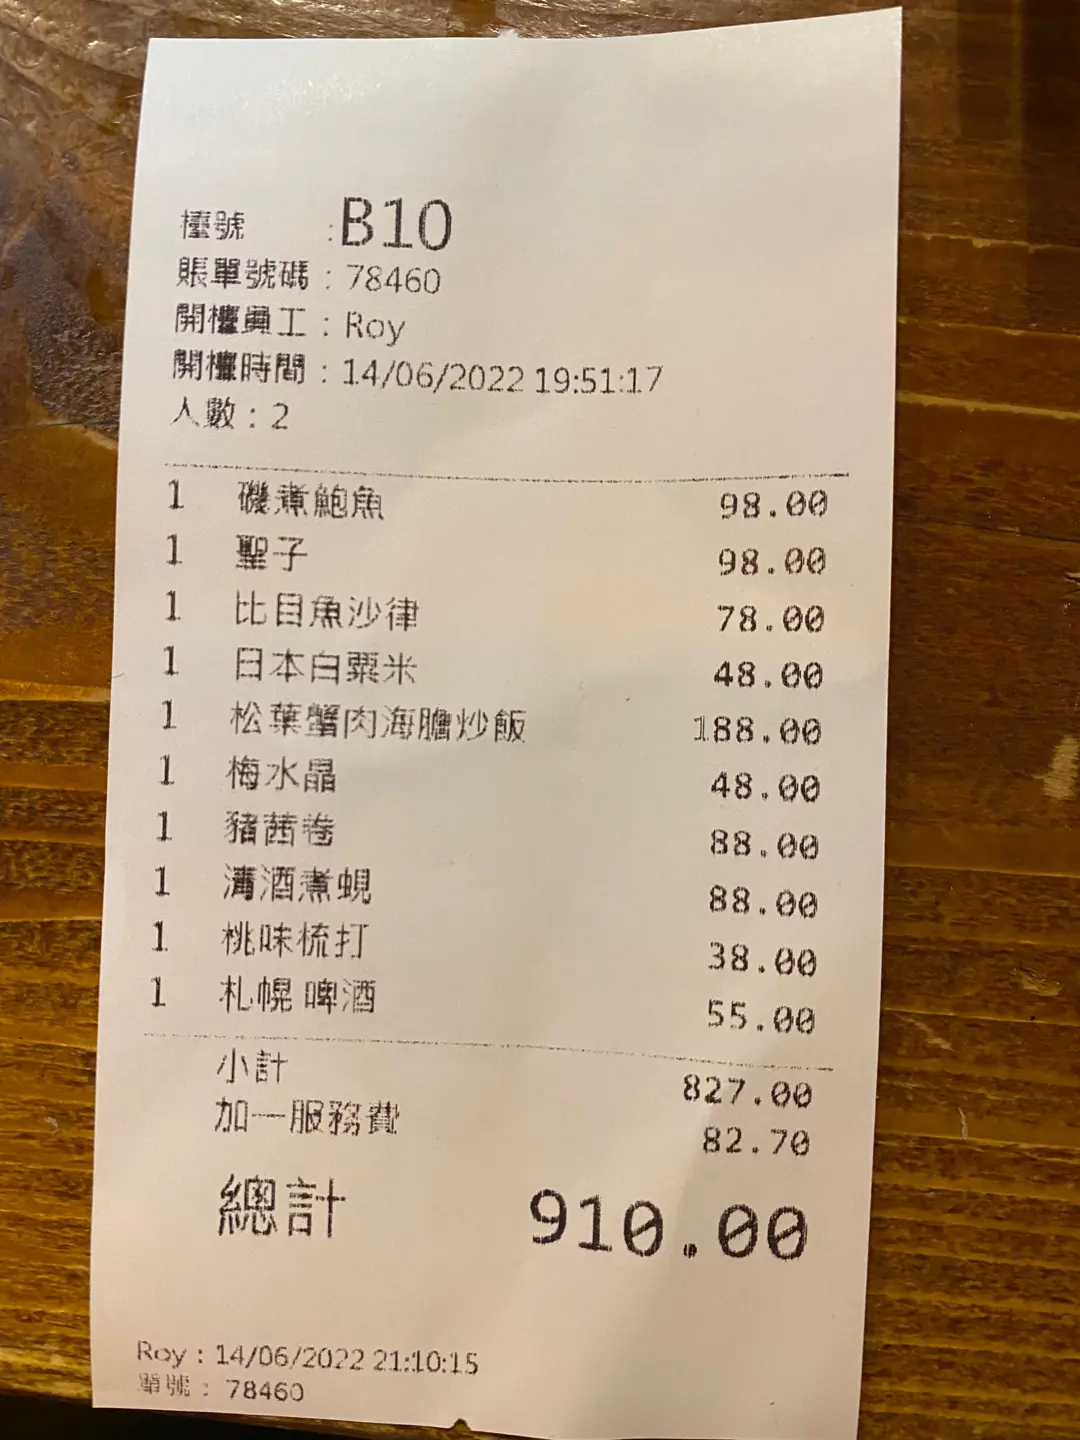 檯號 : B10
賬單號碼 : 78460
開檯員工 : Roy
開檯時間 : 14/06/2022 19:51:17
人數 : 2
1 磯煮鮑魚 98.00
1 聖子 98.00
1 比目魚沙律 78.00
1 日本白粟米 48.00
1 松葉蟹肉海膽炒飯 188.00
1 梅水晶 48.00
1 豬茜卷 88.00
1 清酒煮蜆 88.00
1 桃味梳打 38.00
1 札幌 啤酒 55.00
小計 827.00
加一服務費 82.70
總計 910.00
Roy : 14/06/2022 21:10:15
單號 : 78460